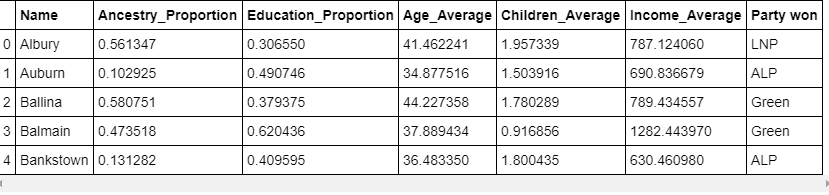 Name Ancestry_Proportion Education_Proportion Age_Average Children_Average Income_Average Party won
0 Albury 0.561347 0.306550 41.462241 1.957339 787.124060 LNP
1 Auburn 0.102925 0.490746 34.877516 1.503916 690.836679 ALP
2 Ballina 0.580751 0.379375 44.227358 1.780289 789.434557 Green
3 Balmain 0.473518 0.620436 37.889434 0.916856 1282.443970 Green
4 Bankstown 0.131282 0.409595 36.483350 1.800435 630.460980 ALP